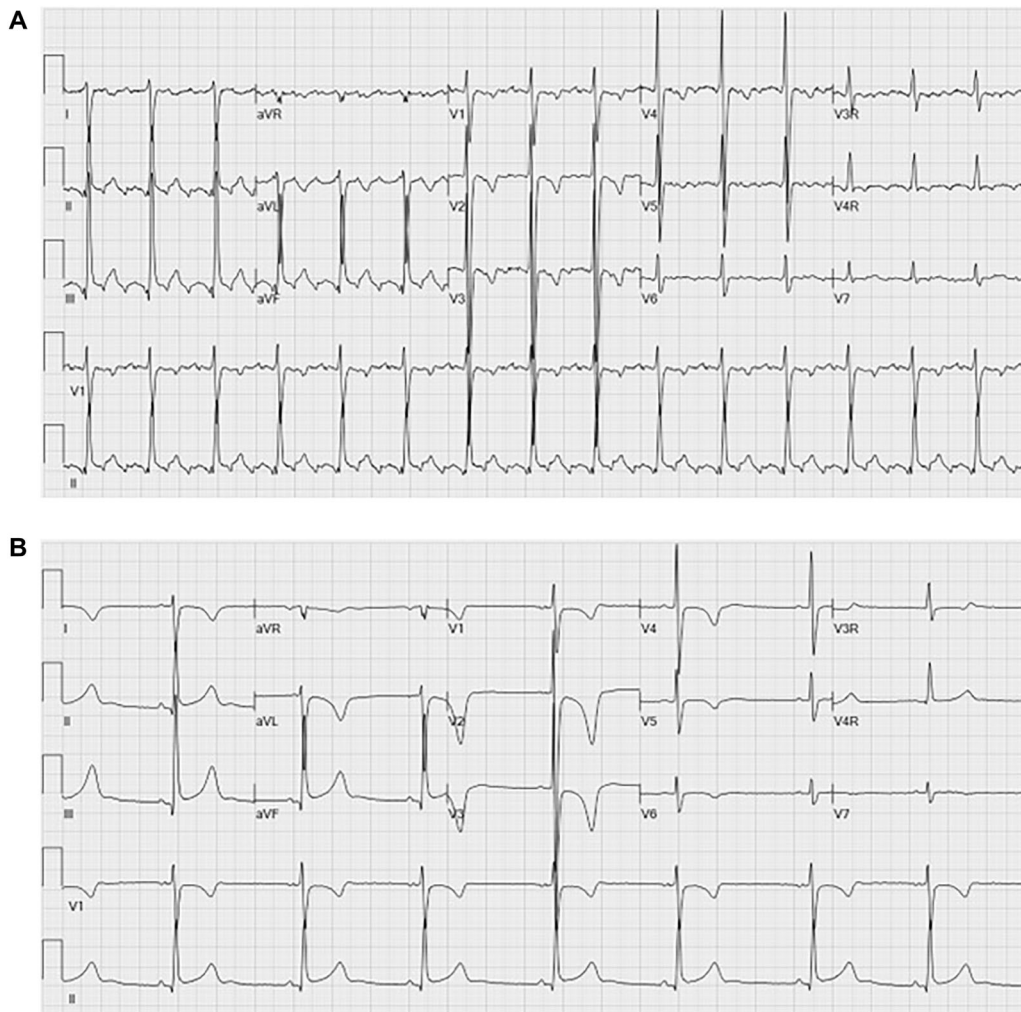 A
I aVR V1 V4 V3R
II aVL V2 V5 V4R
III aVF V3 V6 V7
V1
II
B
I aVR V1 V4 V3R
II aVL V2 V5 V4R
III aVF V3 V6 V7
V1
II